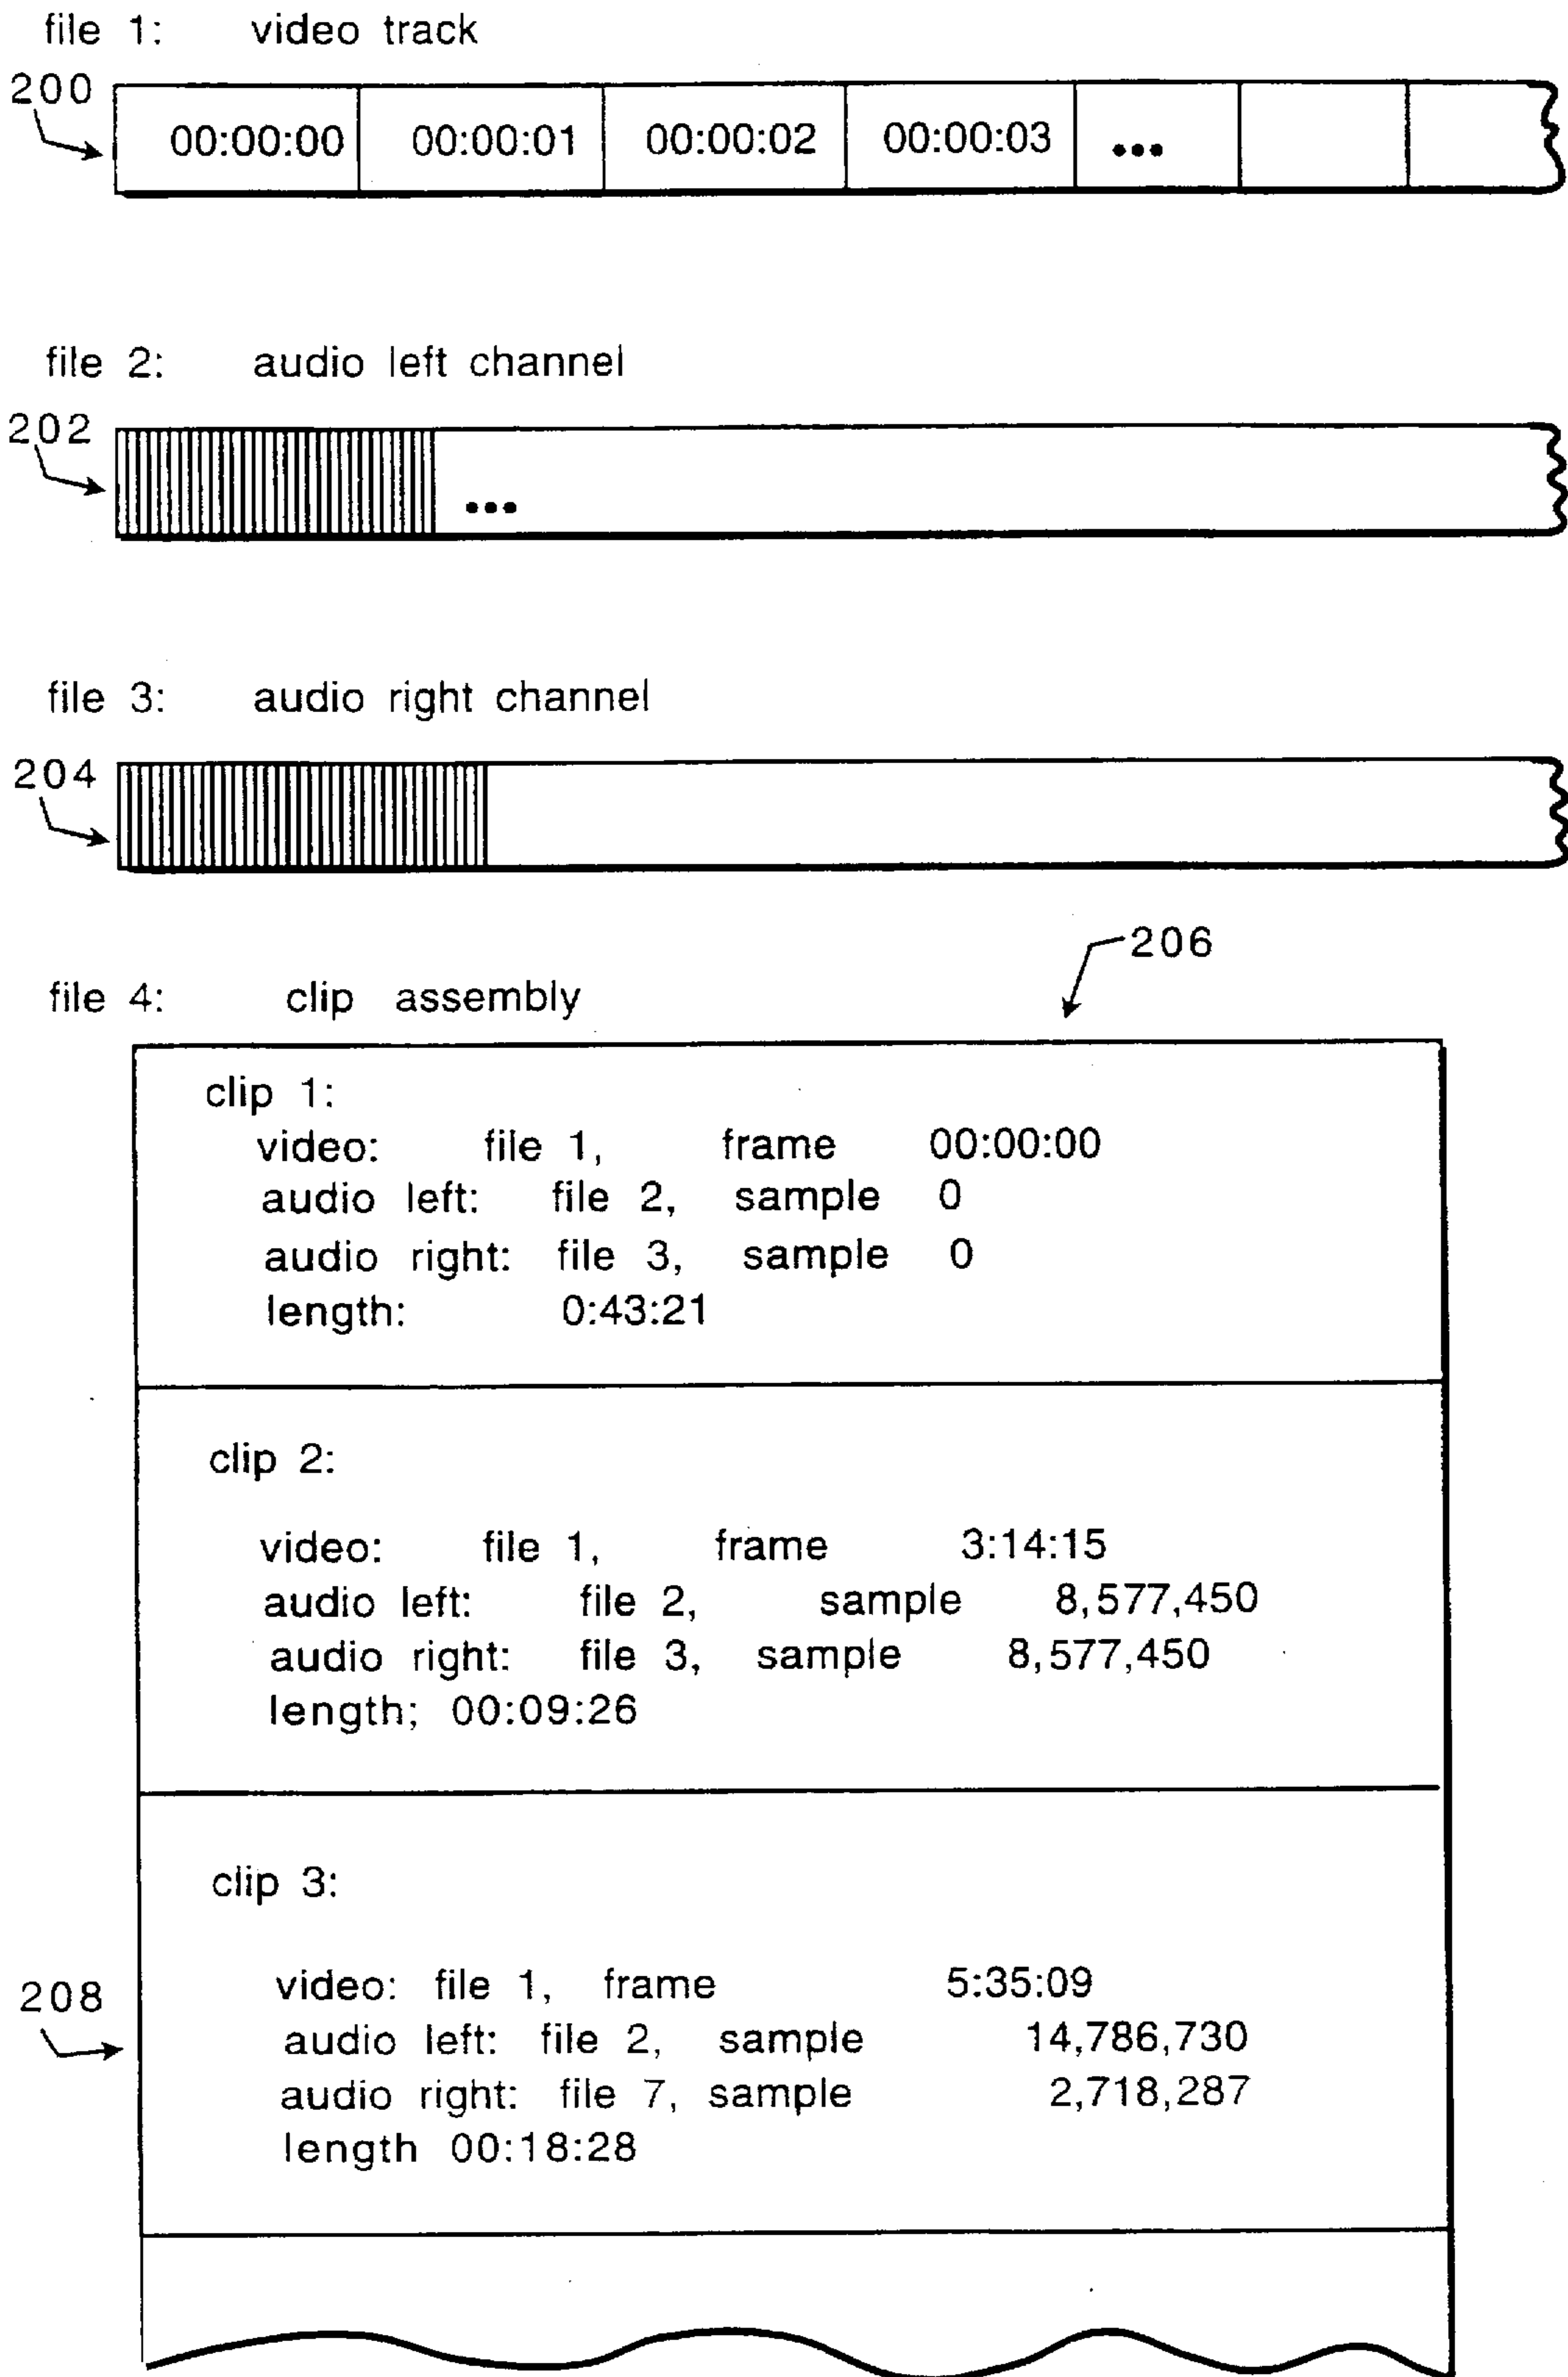 file 1: video track
200
00:00:00 00:00:01 00:00:02 00:00:03 •••
file 2: audio left channel
202
•••
file 3: audio right channel
204
206
file 4: clip assembly
clip 1:
video: file 1, frame 00:00:00
audio left: file 2, sample 0
audio right: file 3, sample 0
length: 0:43:21
clip 2:
video: file 1, frame 3:14:15
audio left: file 2, sample 8,577,450
audio right: file 3, sample 8,577,450
length; 00:09:26
clip 3:
208
video: file 1, frame 5:35:09
audio left: file 2, sample 14,786,730
audio right: file 7, sample 2,718,287
length 00:18:28